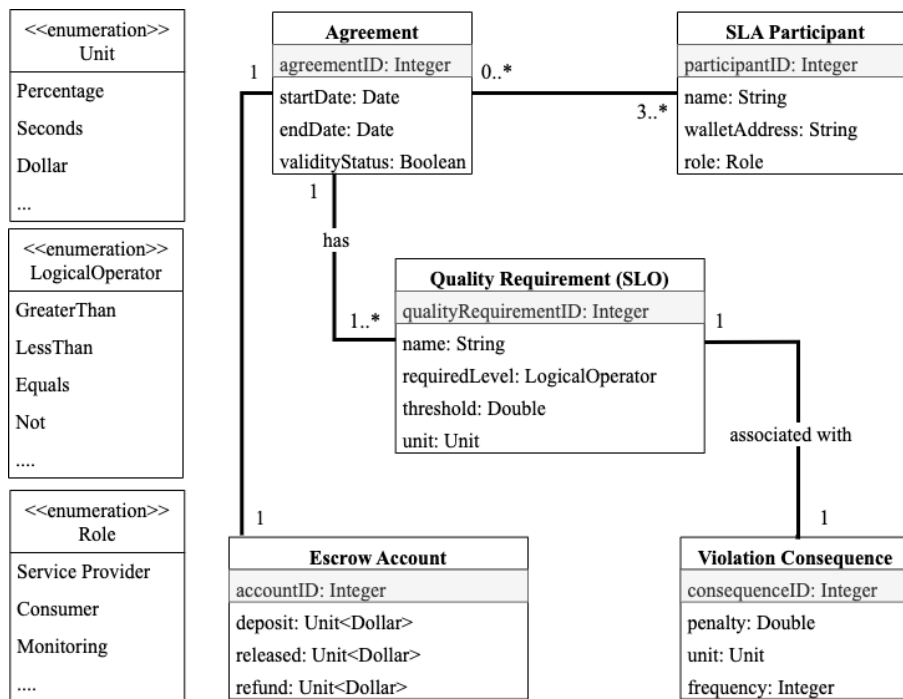 <<enumeration>>
Unit
Percentage
Seconds
Dollar
...
<<enumeration>>
LogicalOperator
GreaterThan
LessThan
Equals
Not
....
<<enumeration>>
Role
Service Provider
Consumer
Monitoring
....
Agreement
agreementID: Integer
startDate: Date
endDate: Date
validityStatus: Boolean
1
0..*
3..*
SLA Participant
participantID: Integer
name: String
walletAddress: String
role: Role
1
has
1..*
Quality Requirement (SLO)
qualityRequirementID: Integer
name: String
requiredLevel: LogicalOperator
threshold: Double
unit: Unit
1
associated with
1
1
Escrow Account
accountID: Integer
deposit: Unit<Dollar>
released: Unit<Dollar>
refund: Unit<Dollar>
Violation Consequence
consequenceID: Integer
penalty: Double
unit: Unit
frequency: Integer